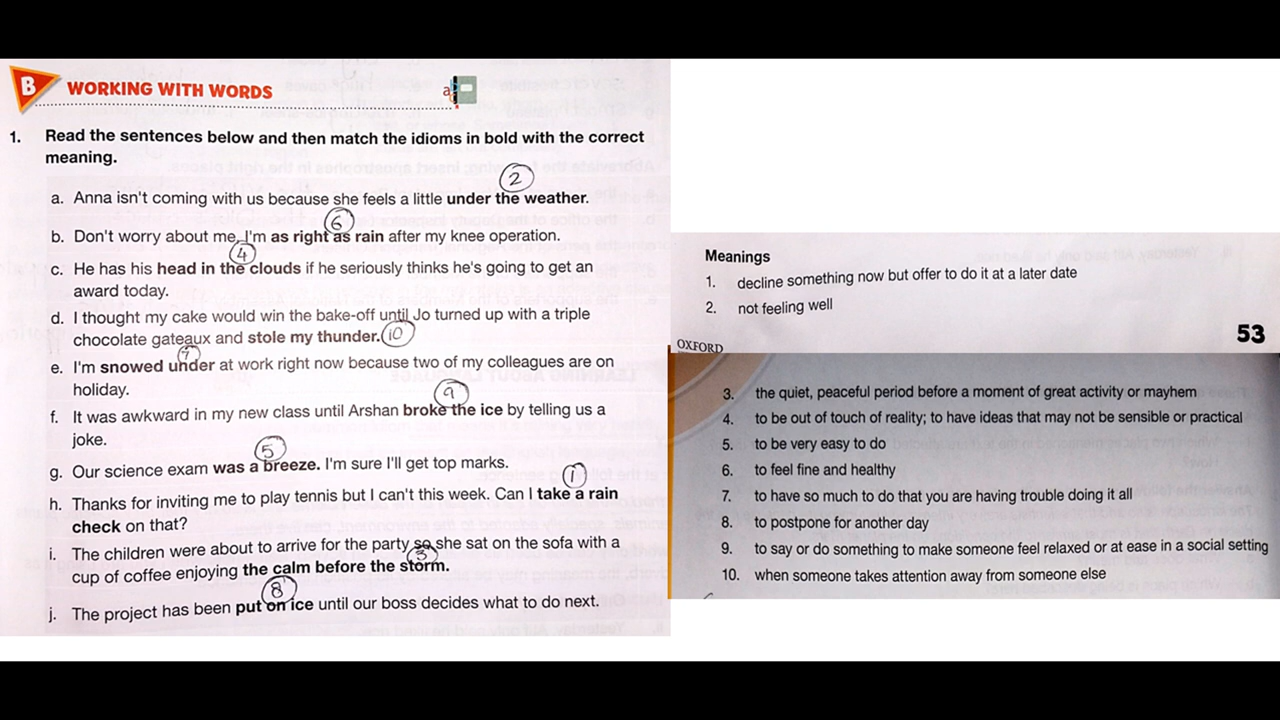 B WORKING WITH WORDS
1. Read the sentences below and then match the idioms in bold with the correct
meaning.
2
a. Anna isn't coming with us because she feels a little under the weather.
6
b. Don't worry about me, I'm as right as rain after my knee operation.
4
c. He has his head in the clouds if he seriously thinks he's going to get an
award today.
d. I thought my cake would win the bake-off until Jo turned up with a triple
chocolate gateaux and stole my thunder. 10
7
e. I'm snowed under at work right now because two of my colleagues are on
holiday.
9
f. It was awkward in my new class until Arshan broke the ice by telling us a
joke.
5
g. Our science exam was a breeze. I'm sure I'll get top marks.
1
h. Thanks for inviting me to play tennis but I can't this week. Can I take a rain
check on that?
i. The children were about to arrive for the party so she sat on the sofa with a
3
cup of coffee enjoying the calm before the storm.
8
j. The project has been put on ice until our boss decides what to do next.
Meanings
1. decline something now but offer to do it at a later date
2. not feeling well
53
OXFORD
3. the quiet, peaceful period before a moment of great activity or mayhem
4. to be out of touch of reality; to have ideas that may not be sensible or practical
5. to be very easy to do
6. to feel fine and healthy
7. to have so much to do that you are having trouble doing it all
8. to postpone for another day
9. to say or do something to make someone feel relaxed or at ease in a social setting
10. when someone takes attention away from someone else